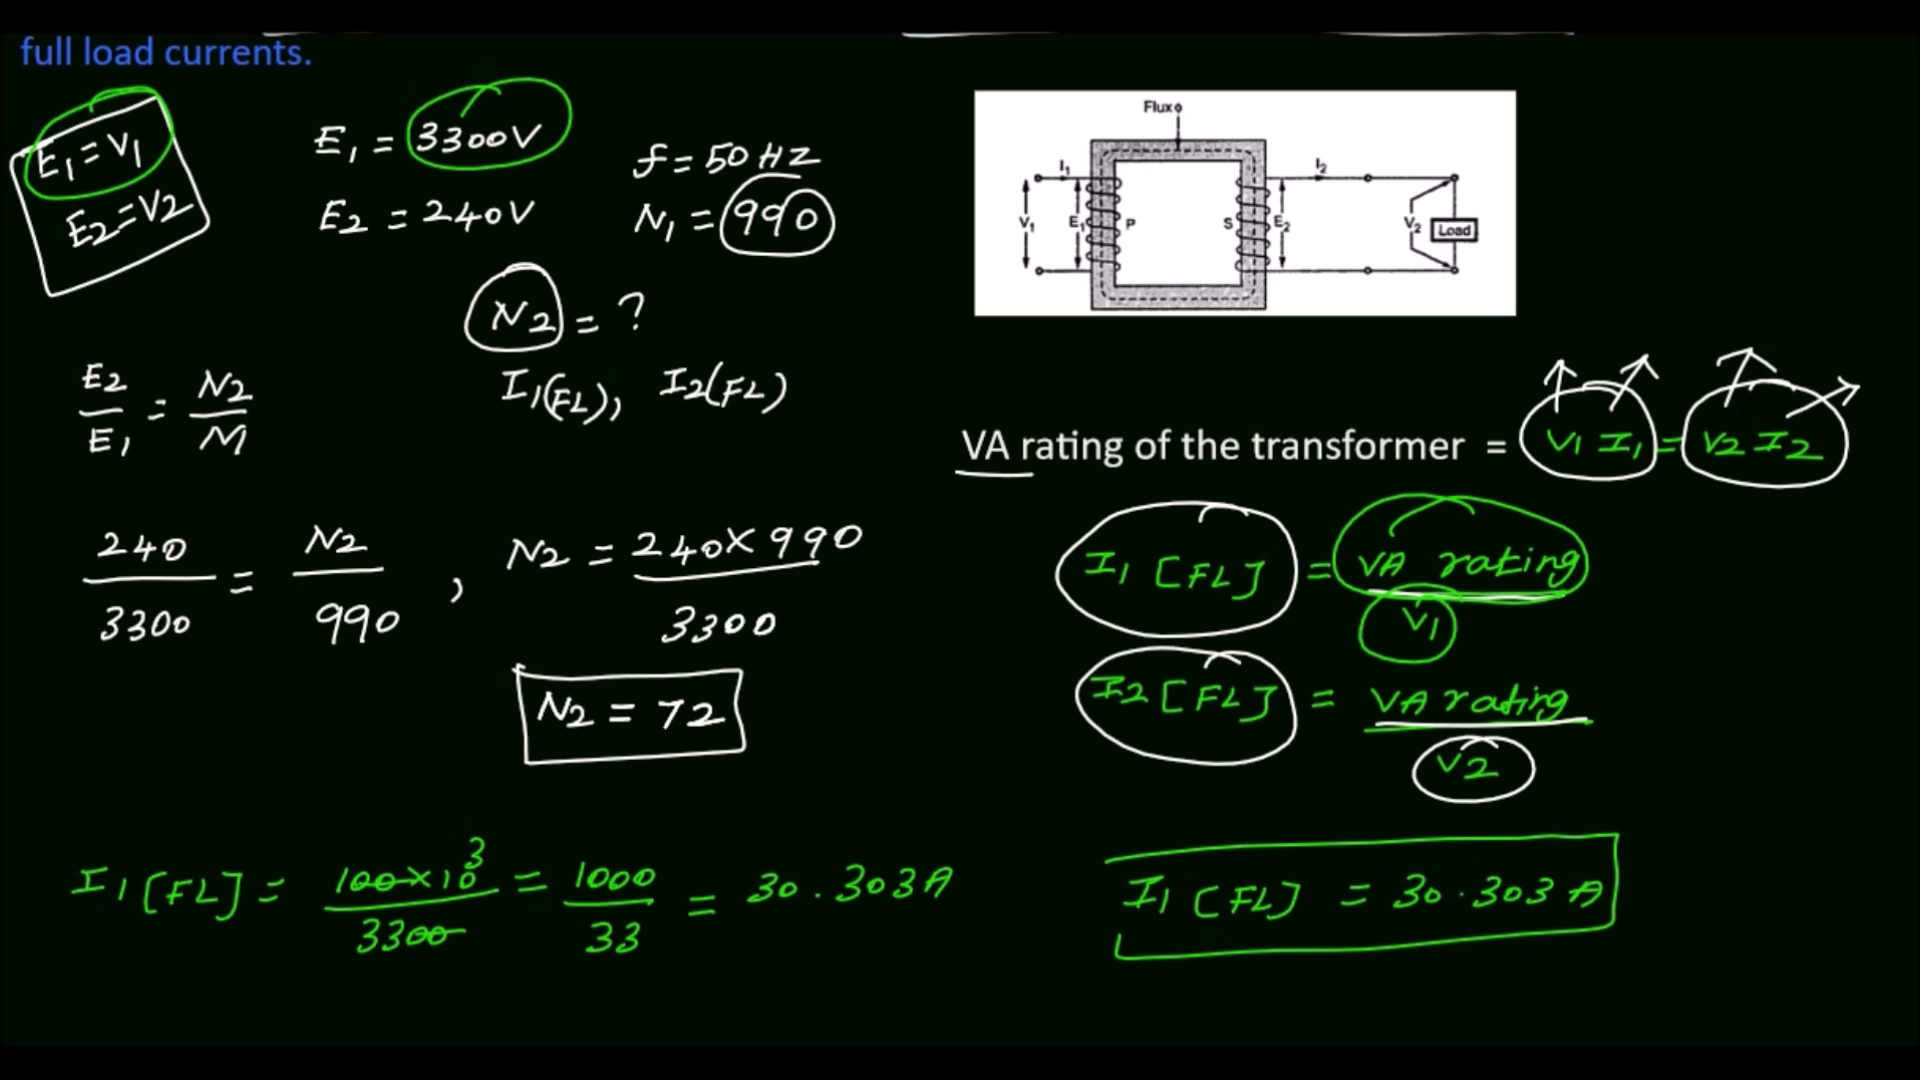 full load currents.
E1 = V1
E2 = V2
E1 = 3300V
E2 = 240V
f = 50 HZ
N1 = 990
N2 = ?
I1(FL), I2(FL)
Flux ϕ
I1
I2
V1
E1
P
S
E2
V2
Load
E2 / E1 = N2 / N1
VA rating of the transformer = V1 I1 = V2 I2
240 / 3300 = N2 / 990 , N2 = 240 × 990 / 3300
N2 = 72
I1 [FL] = VA rating / V1
I2 [FL] = VA rating / V2
I1 [FL] = 100 × 10³ / 3300 = 1000 / 33 = 30.303A
I1 [FL] = 30.303 A